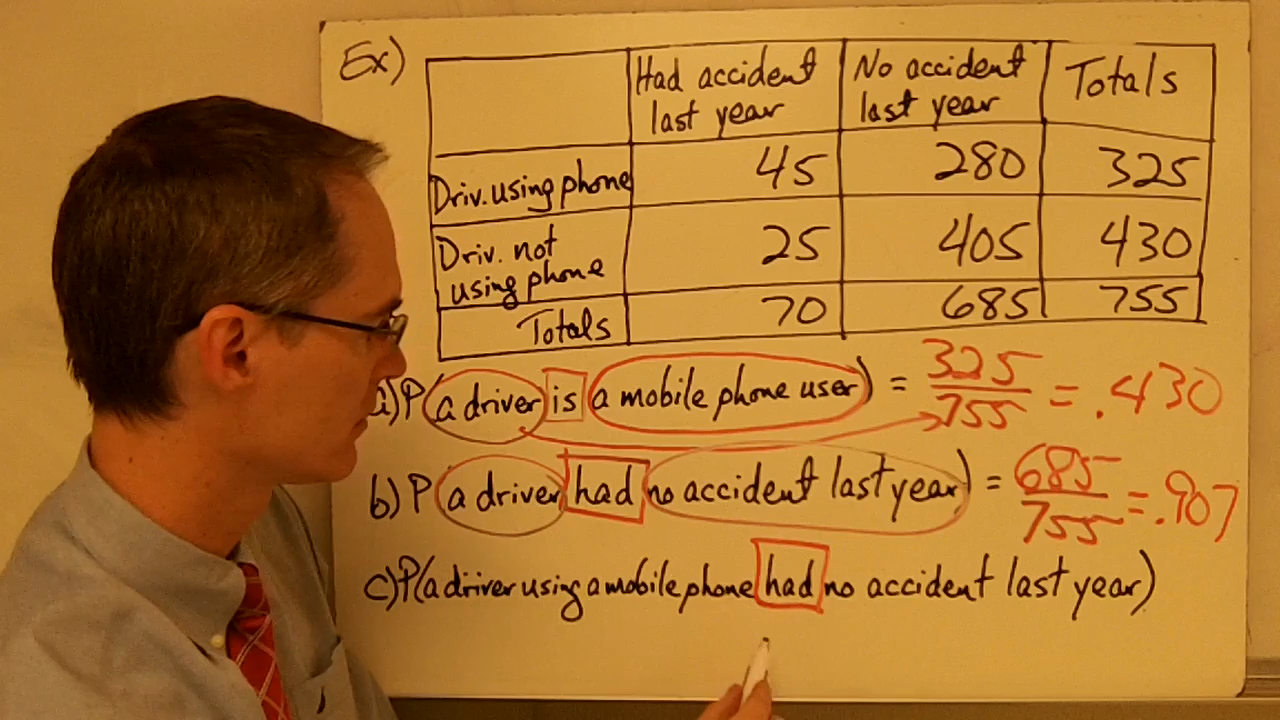 Ex)
Had accident last year
No accident last year
Totals
Driv. using phone 45 280 325
Driv. not using phone 25 405 430
Totals 70 685 755
a) P(a driver is a mobile phone user) = 325/755 = .430
b) P(a driver had no accident last year) = 685/755 = .907
c) P(a driver using a mobile phone had no accident last year)